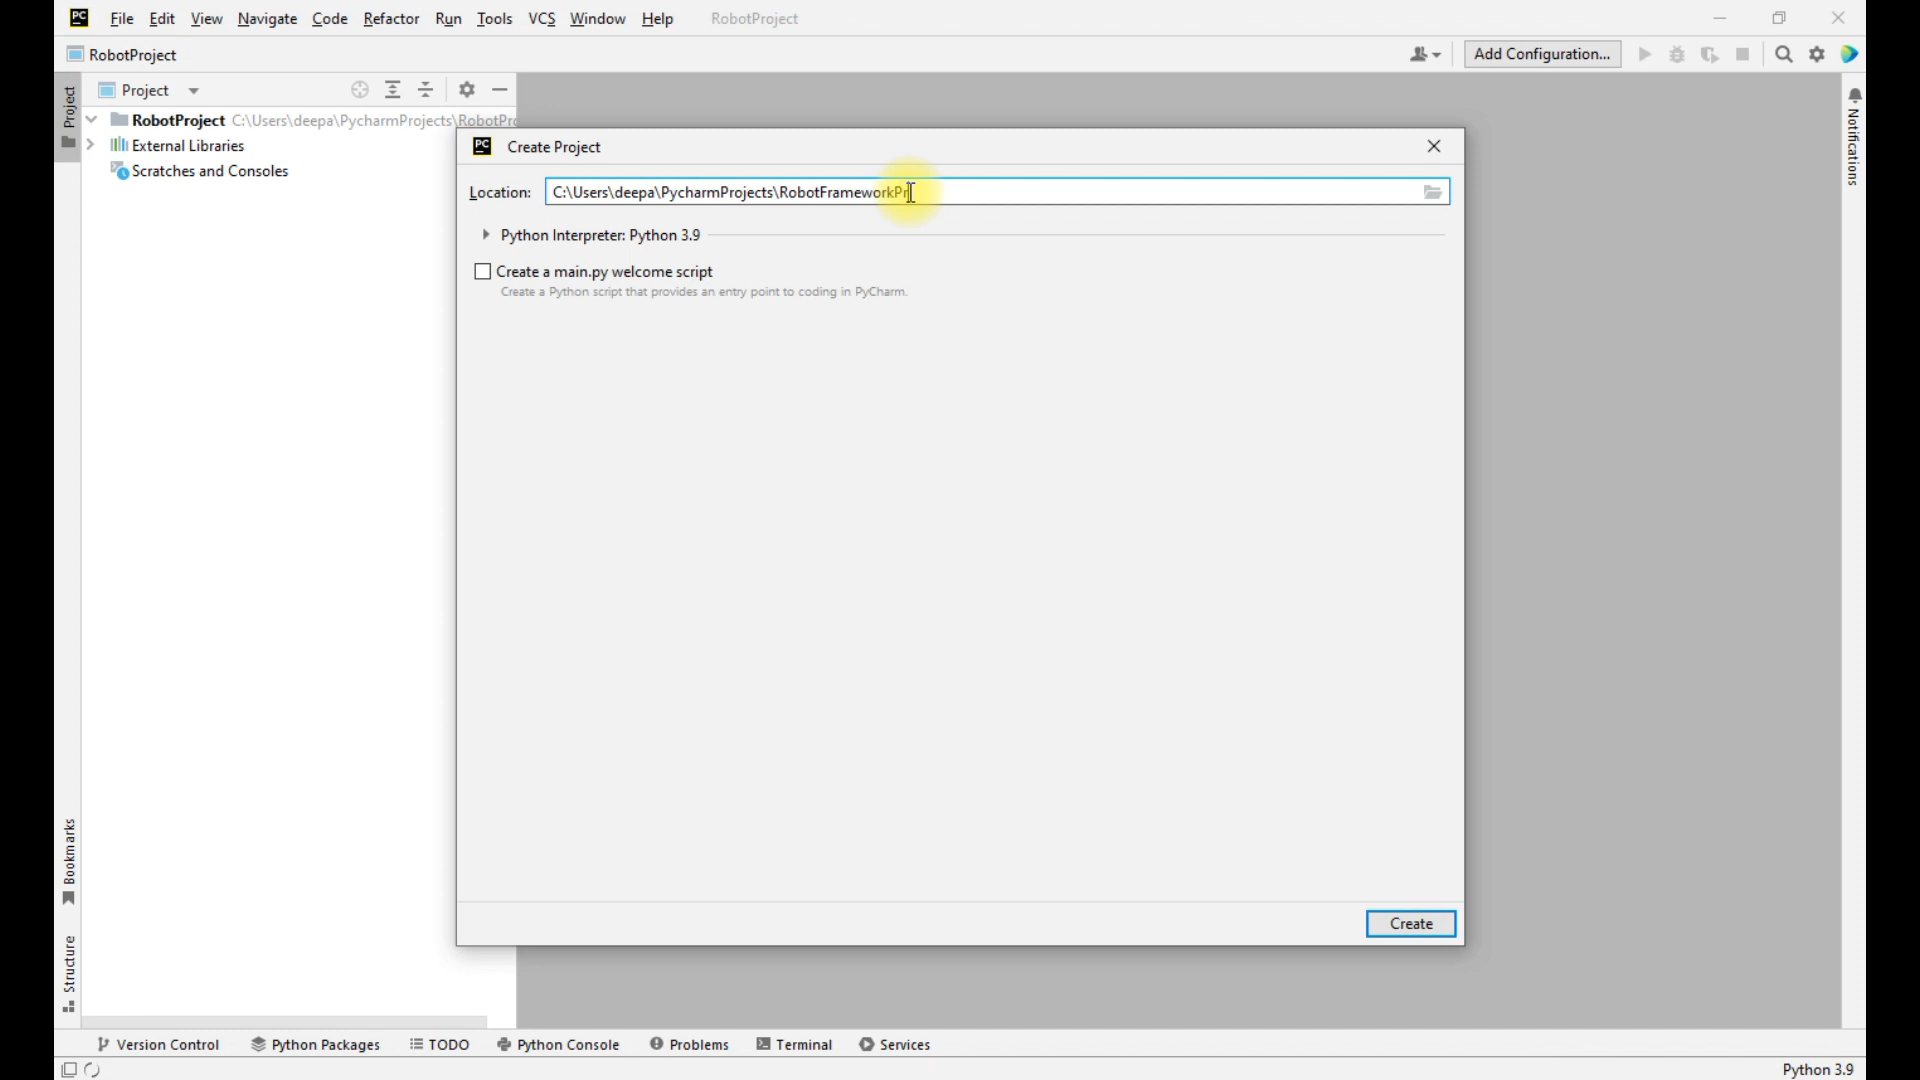 PC File Edit View Navigate Code Refactor Run Tools VCS Window Help RobotProject
RobotProject Add Configuration...
Project
Project
RobotProject C:\Users\deepa\PycharmProjects\RobotPro
External Libraries
Scratches and Consoles
Notifications
PC Create Project
Location: C:\Users\deepa\PycharmProjects\RobotFrameworkPr
Python Interpreter: Python 3.9
Create a main.py welcome script
Create a Python script that provides an entry point to coding in PyCharm.
Create
Bookmarks
Structure
Version Control Python Packages TODO Python Console Problems Terminal Services
Python 3.9